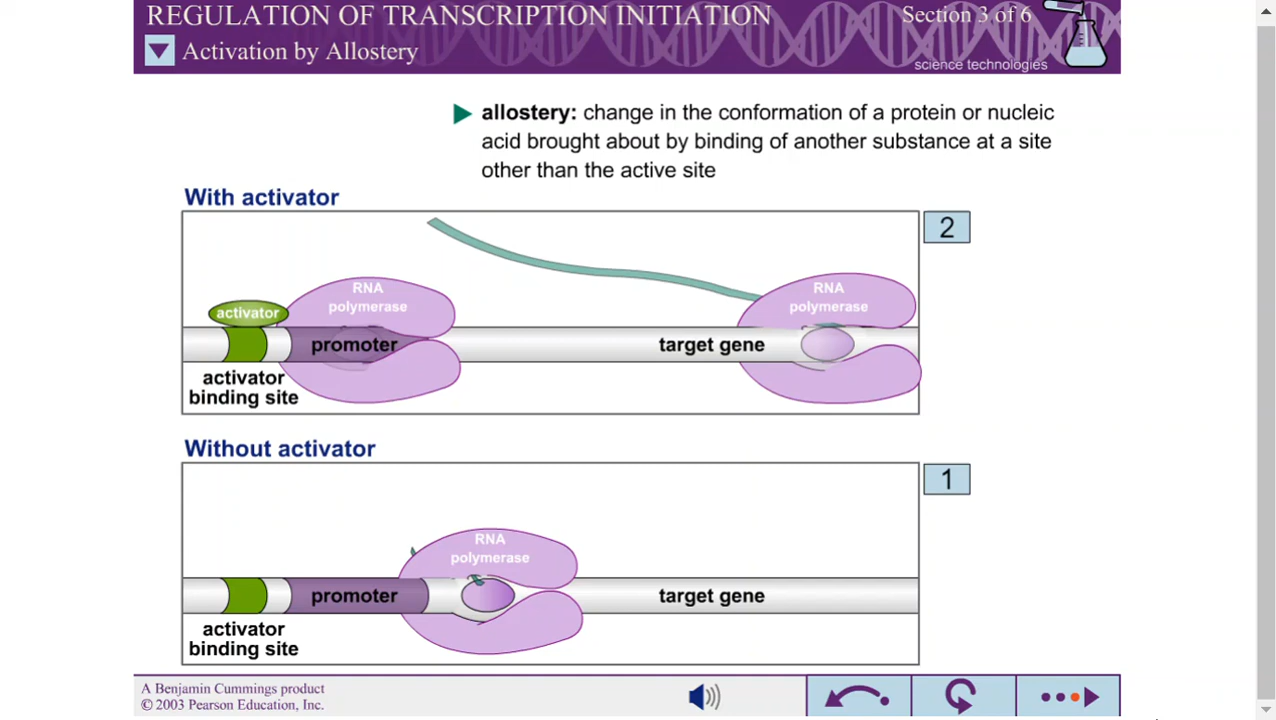 REGULATION OF TRANSCRIPTION INITIATION
Section 3 of 6
Activation by Allostery
science technologies
allostery: change in the conformation of a protein or nucleic
acid brought about by binding of another substance at a site
other than the active site
With activator
2
RNA
polymerase
RNA
polymerase
activator
promoter
target gene
activator
binding site
Without activator
1
RNA
polymerase
promoter
target gene
activator
binding site
A Benjamin Cummings product
© 2003 Pearson Education, Inc.